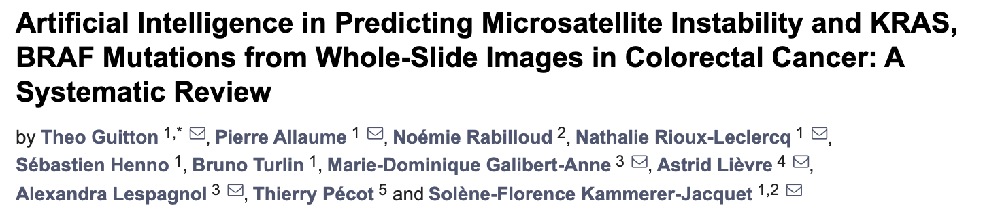 Artificial Intelligence in Predicting Microsatellite Instability and KRAS,
BRAF Mutations from Whole-Slide Images in Colorectal Cancer: A
Systematic Review
by Theo Guitton 1,* , Pierre Allaume 1 , Noémie Rabilloud 2, Nathalie Rioux-Leclercq 1 ,
Sébastien Henno 1, Bruno Turlin 1, Marie-Dominique Galibert-Anne 3 , Astrid Lièvre 4 ,
Alexandra Lespagnol 3 , Thierry Pécot 5 and Solène-Florence Kammerer-Jacquet 1,2